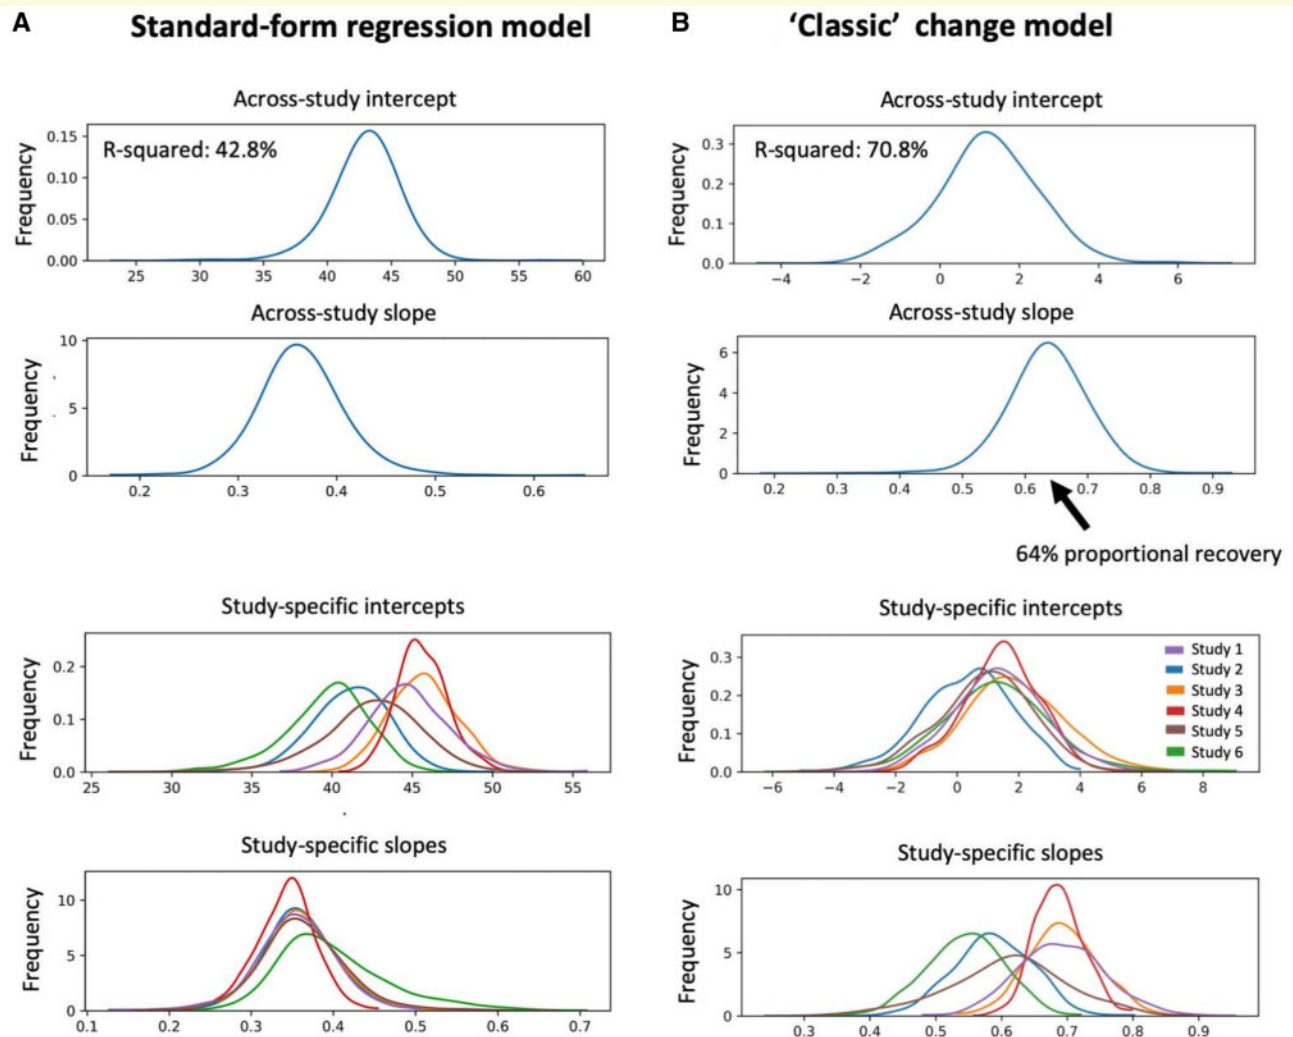 A Standard-form regression model
Across-study intercept
R-squared: 42.8%
Frequency
0.15
0.10
0.05
0.00
25 30 35 40 45 50 55 60
Across-study slope
Frequency
10
5
0
0.2 0.3 0.4 0.5 0.6
Study-specific intercepts
Frequency
0.2
0.1
0.0
25 30 35 40 45 50 55
Study-specific slopes
Frequency
10
5
0
0.1 0.2 0.3 0.4 0.5 0.6 0.7
B ‘Classic’ change model
Across-study intercept
R-squared: 70.8%
Frequency
0.3
0.2
0.1
0.0
−4 −2 0 2 4 6
Across-study slope
Frequency
6
4
2
0
0.2 0.3 0.4 0.5 0.6 0.7 0.8 0.9
64% proportional recovery
Study-specific intercepts
Frequency
0.3
0.2
0.1
0.0
−6 −4 −2 0 2 4 6 8
Study 1
Study 2
Study 3
Study 4
Study 5
Study 6
Study-specific slopes
Frequency
10
5
0
0.3 0.4 0.5 0.6 0.7 0.8 0.9